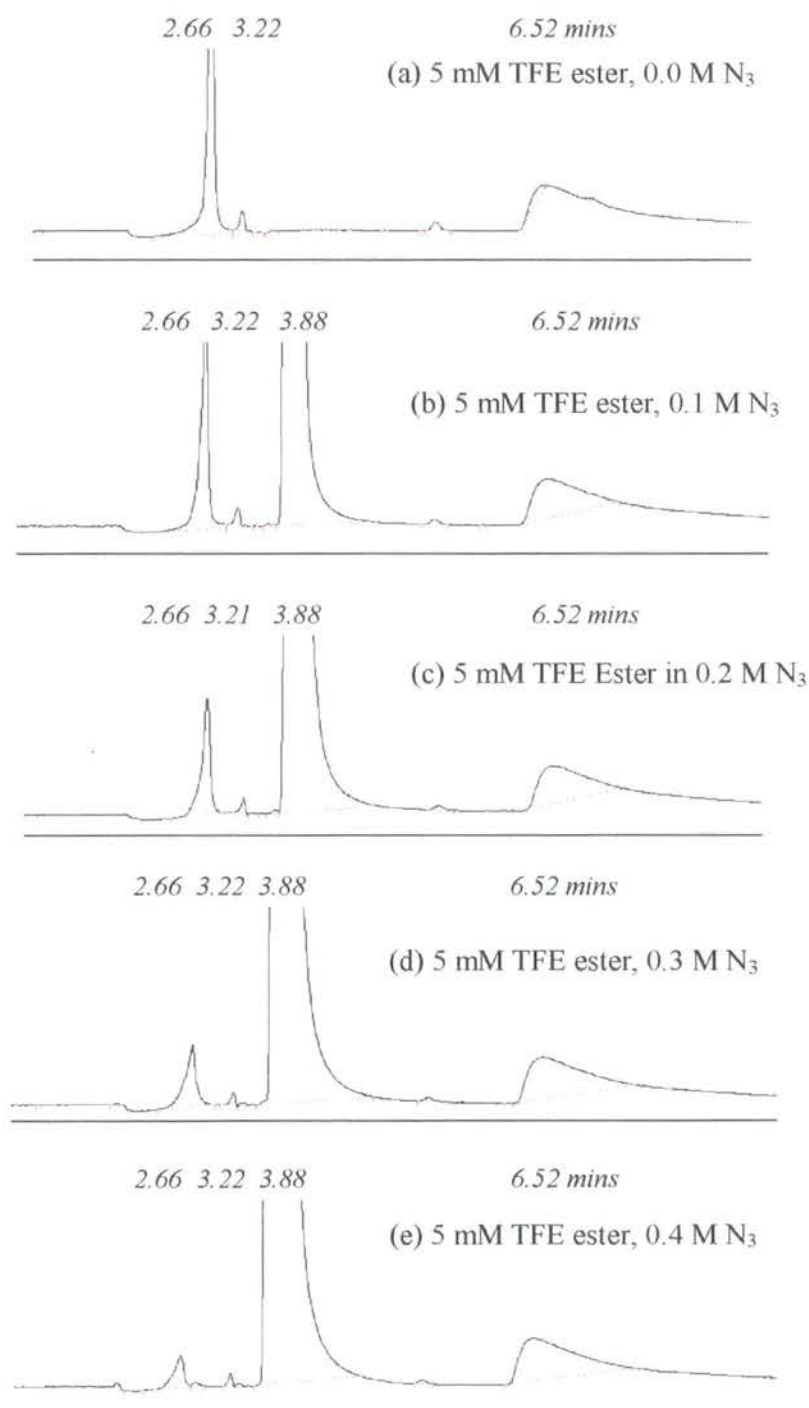 2.66 3.22 6.52 mins
(a) 5 mM TFE ester, 0.0 M N₃
2.66 3.22 3.88 6.52 mins
(b) 5 mM TFE ester, 0.1 M N₃
2.66 3.21 3.88 6.52 mins
(c) 5 mM TFE Ester in 0.2 M N₃
2.66 3.22 3.88 6.52 mins
(d) 5 mM TFE ester, 0.3 M N₃
2.66 3.22 3.88 6.52 mins
(e) 5 mM TFE ester, 0.4 M N₃